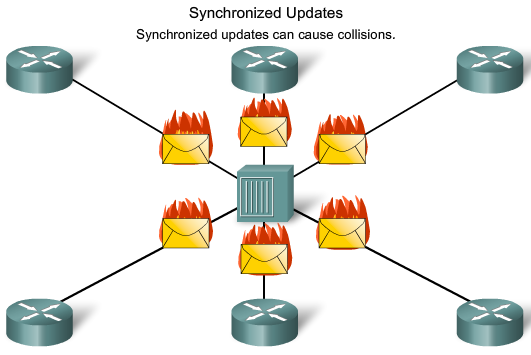 Synchronized Updates
Synchronized updates can cause collisions.